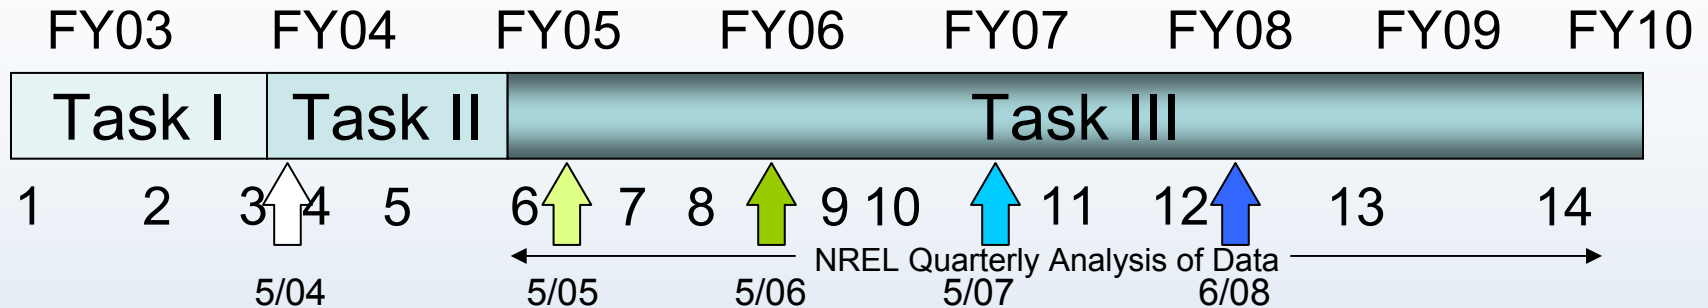 FY03 FY04 FY05 FY06 FY07 FY08 FY09 FY10
Task I Task II Task III
1 2 3 4 5 6 7 8 9 10 11 12 13 14
NREL Quarterly Analysis of Data
5/04 5/05 5/06 5/07 6/08